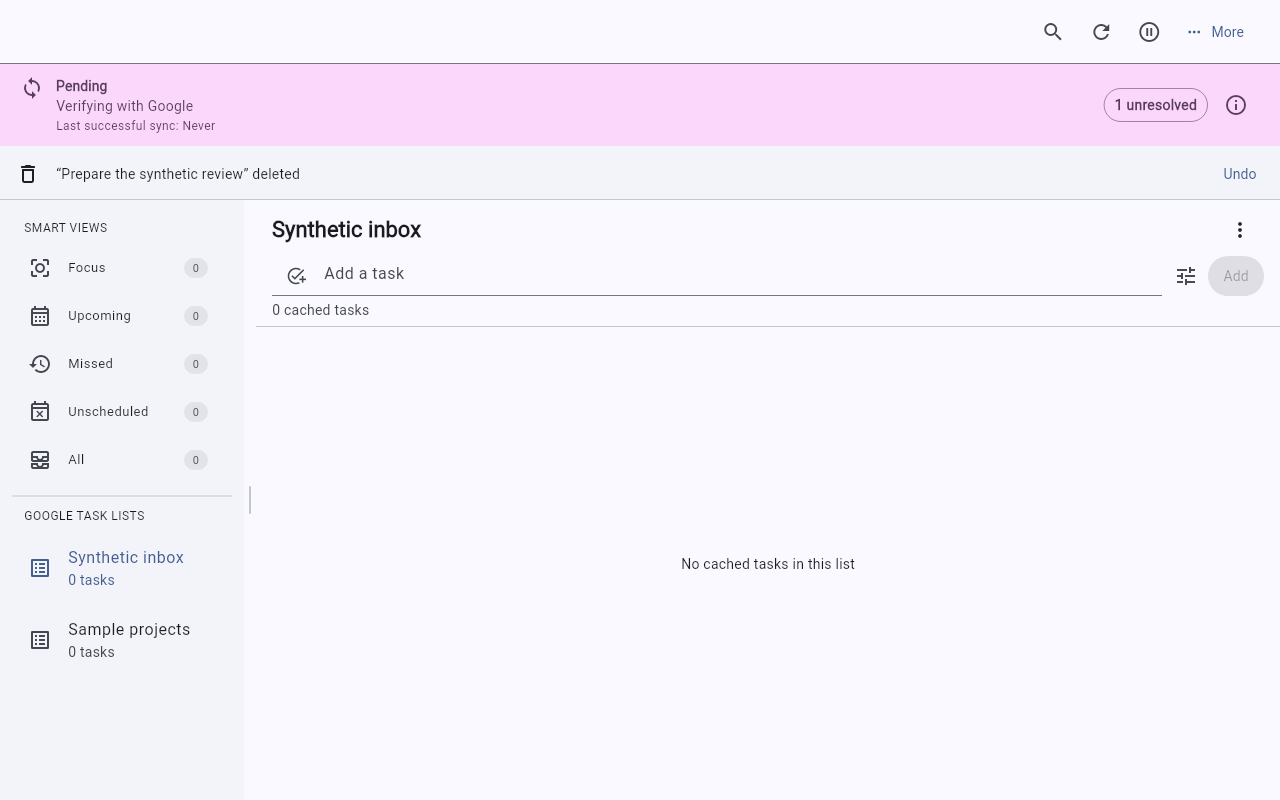 More
Pending
Verifying with Google
Last successful sync: Never
1 unresolved
“Prepare the synthetic review” deleted
Undo
SMART VIEWS
Focus 0
Upcoming 0
Missed 0
Unscheduled 0
All 0
GOOGLE TASK LISTS
Synthetic inbox
0 tasks
Sample projects
0 tasks
Synthetic inbox
Add a task
Add
0 cached tasks
No cached tasks in this list